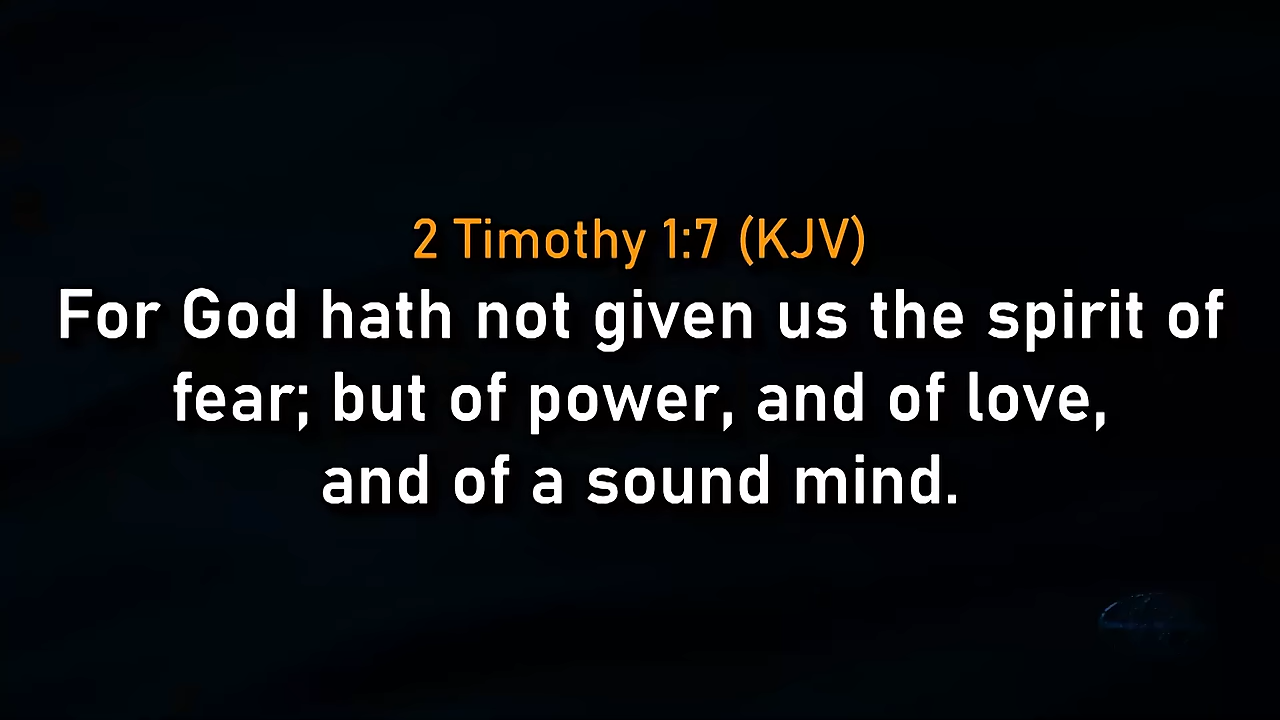 2 Timothy 1:7 (KJV)
For God hath not given us the spirit of
fear; but of power, and of love,
and of a sound mind.